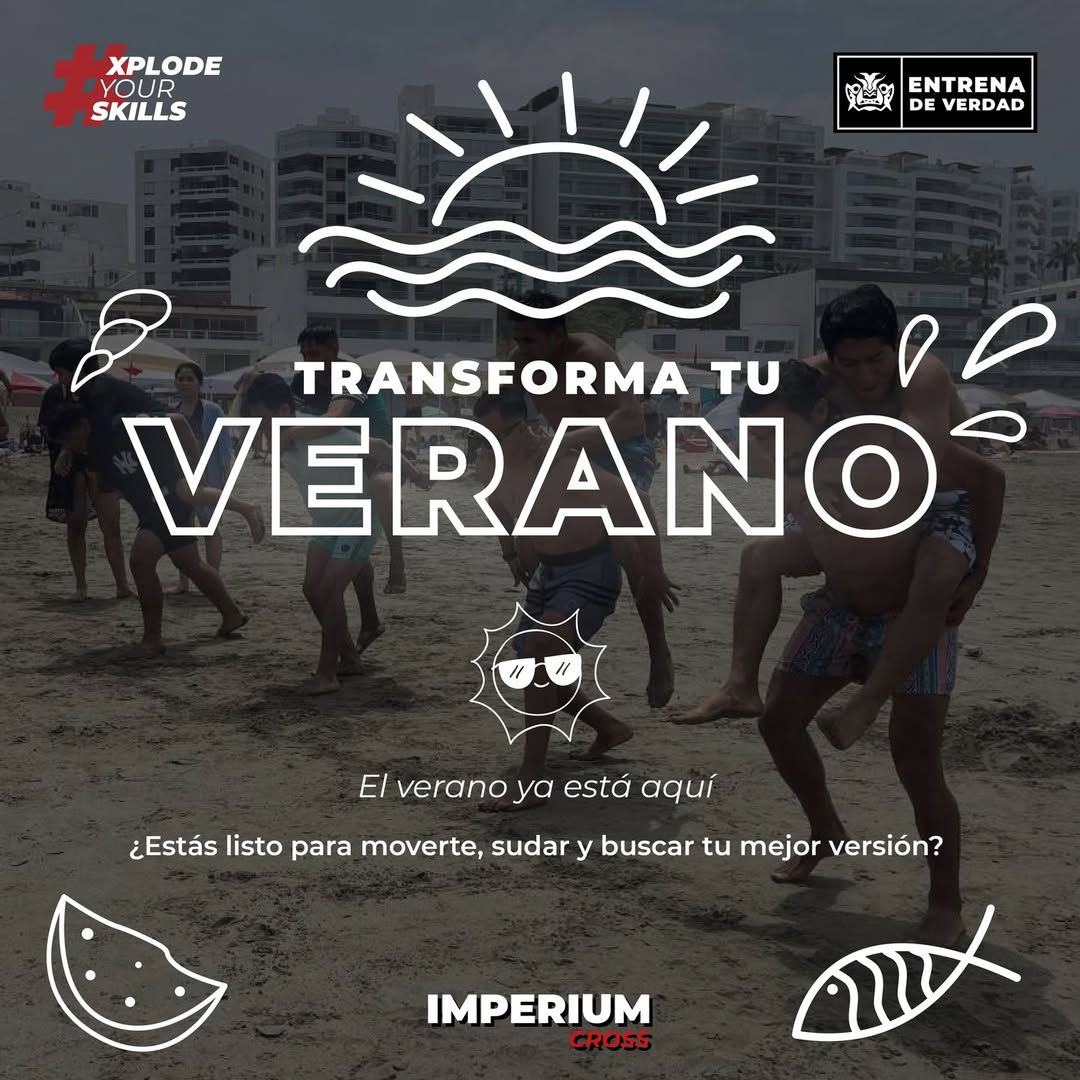 #XPLODE
YOUR
SKILLS
ENTRENA
DE VERDAD
TRANSFORMA TU
VERANO
El verano ya está aquí
¿Estás listo para moverte, sudar y buscar tu mejor versión?
IMPERIUM
CROSS